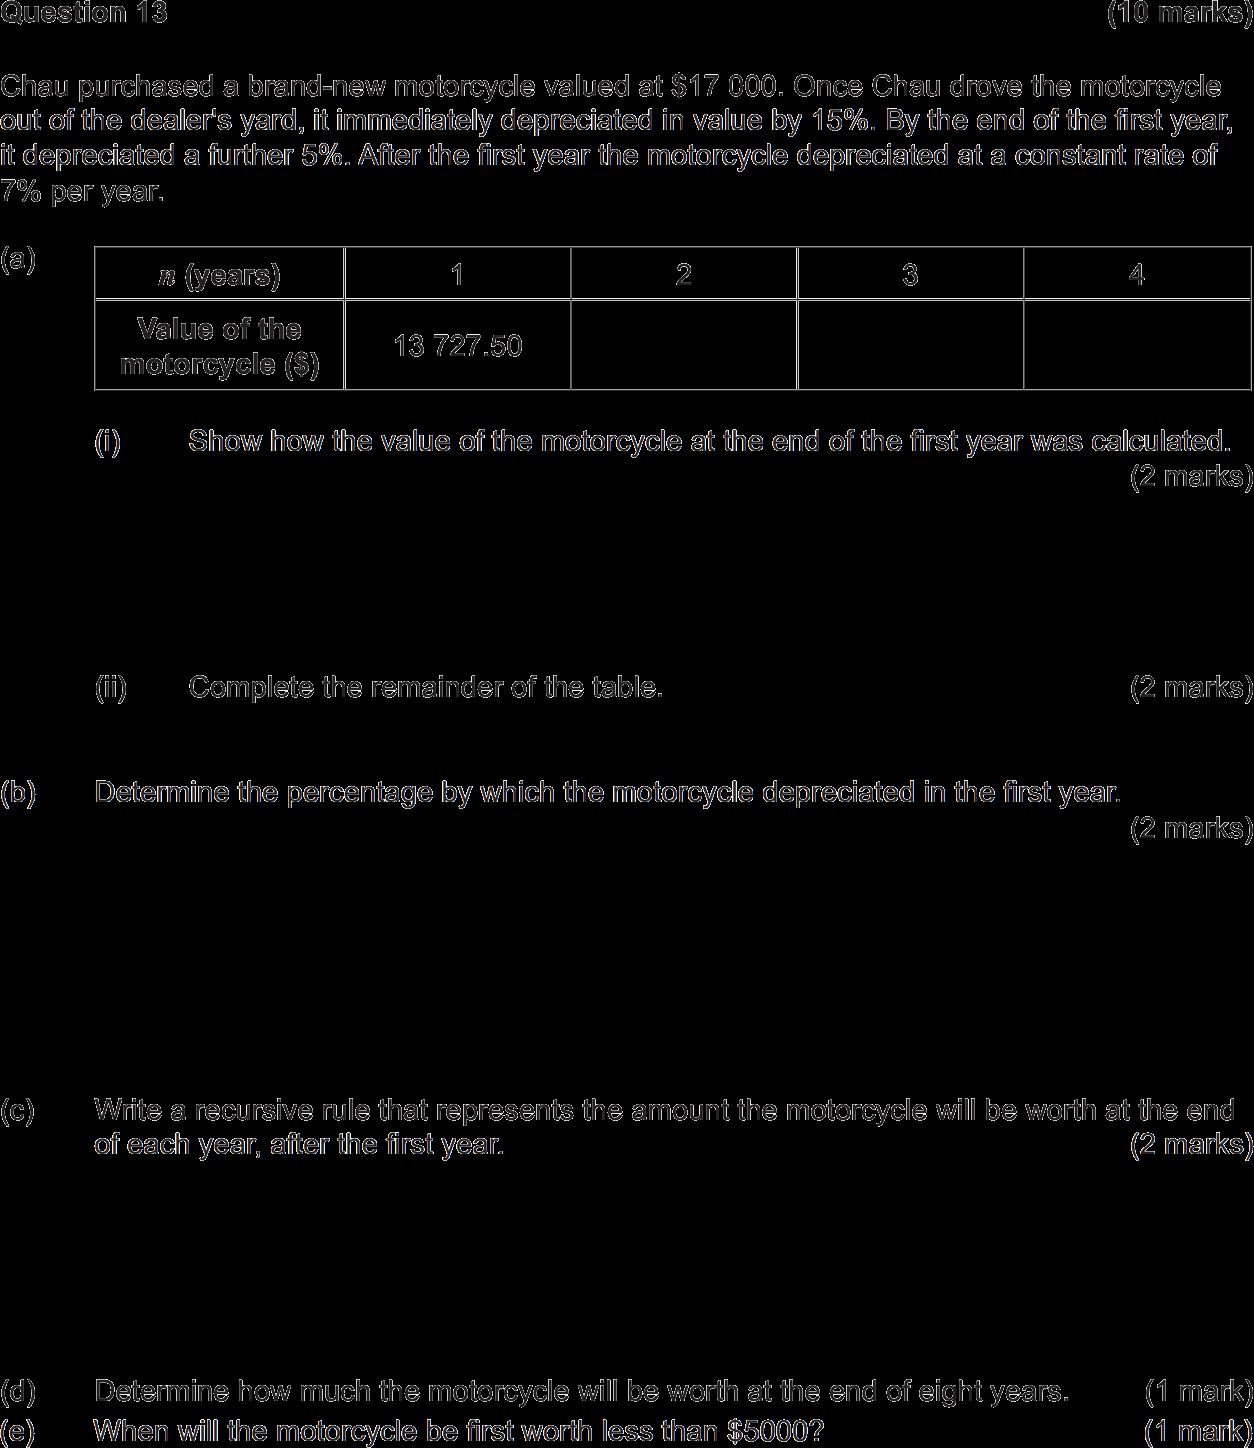 Question 13 (10 marks)
Chau purchased a brand-new motorcycle valued at $17 000. Once Chau drove the motorcycle
out of the dealer's yard, it immediately depreciated in value by 15%. By the end of the first year,
it depreciated a further 5%. After the first year the motorcycle depreciated at a constant rate of
7% per year.
(a)
n (years) 1 2 3 4
Value of the
motorcycle ($) 13 727.50
(i) Show how the value of the motorcycle at the end of the first year was calculated.
(2 marks)
(ii) Complete the remainder of the table. (2 marks)
(b) Determine the percentage by which the motorcycle depreciated in the first year.
(2 marks)
(c) Write a recursive rule that represents the amount the motorcycle will be worth at the end
of each year, after the first year. (2 marks)
(d) Determine how much the motorcycle will be worth at the end of eight years. (1 mark)
(e) When will the motorcycle be first worth less than $5000? (1 mark)